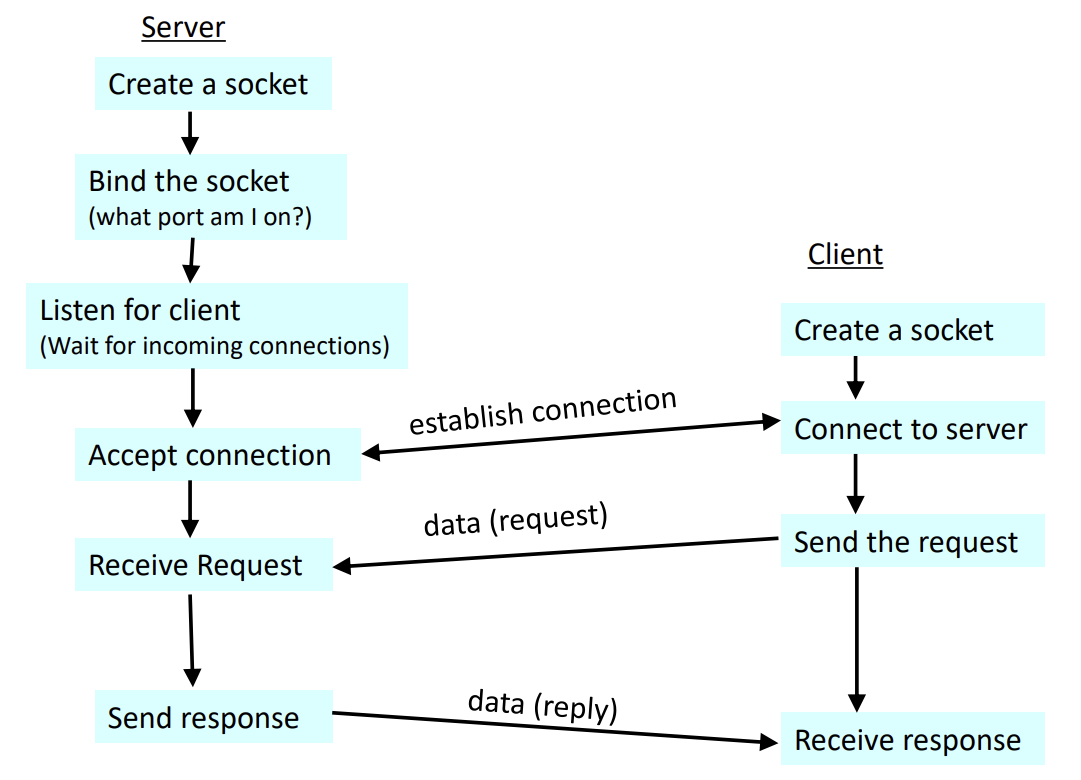 Server
Create a socket
Bind the socket
(what port am I on?)
Listen for client
(Wait for incoming connections)
Accept connection
Receive Request
Send response
establish connection
data (request)
data (reply)
Client
Create a socket
Connect to server
Send the request
Receive response